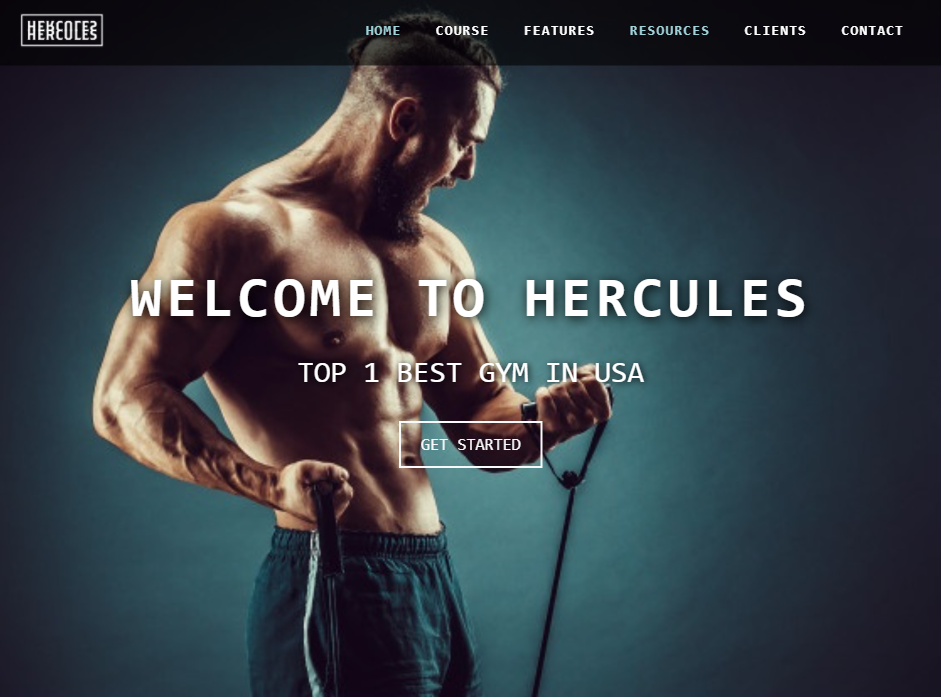 HERCULES
HOME COURSE FEATURES RESOURCES CLIENTS CONTACT
WELCOME TO HERCULES
TOP 1 BEST GYM IN USA
GET STARTED